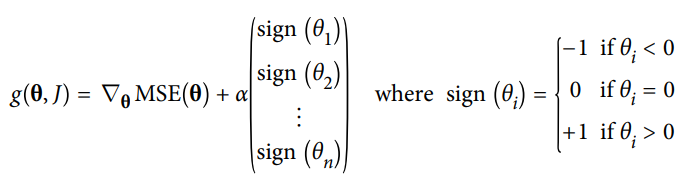 g(θ, J) = ∇θ MSE(θ) + α (sign (θ1) sign (θ2) ⋮ sign (θn)) where sign (θi) = { −1 if θi < 0
0 if θi = 0
+1 if θi > 0